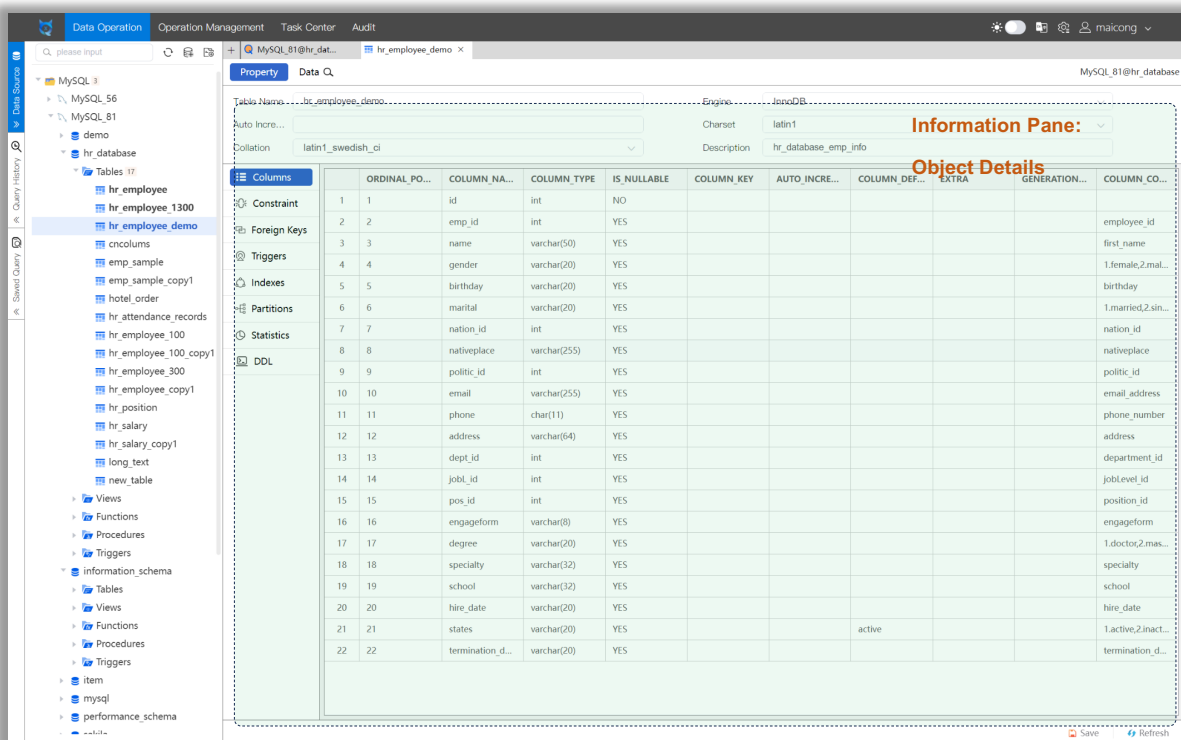 Data Operation Operation Management Task Center Audit maicong
please input + MySQL_81@hr_dat... hr_employee_demo ×
Property Data MySQL_81@hr_database
Data Source
Query History
Saved Query
MySQL 3
MySQL_56
MySQL_81
demo
hr_database
Tables 17
hr_employee
hr_employee_1300
hr_employee_demo
cncolums
emp_sample
emp_sample_copy1
hotel_order
hr_attendance_records
hr_employee_100
hr_employee_100_copy1
hr_employee_300
hr_employee_copy1
hr_position
hr_salary
hr_salary_copy1
long_text
new_table
Views
Functions
Procedures
Triggers
information_schema
Tables
Views
Functions
Procedures
Triggers
item
mysql
performance_schema
Table Name hr_employee_demo Engine InnoDB
Auto Incre... Charset latin1
Collation latin1_swedish_ci Description hr_database_emp_info
Information Pane:
Object Details
Columns
Constraint
Foreign Keys
Triggers
Indexes
Partitions
Statistics
DDL
ORDINAL_PO... COLUMN_NA... COLUMN_TYPE IS_NULLABLE COLUMN_KEY AUTO_INCRE... COLUMN_DEF... EXTRA GENERATION... COLUMN_CO...
1 1 id int NO
2 2 emp_id int YES employee_id
3 3 name varchar(50) YES first_name
4 4 gender varchar(20) YES 1.female,2.mal...
5 5 birthday varchar(20) YES birthday
6 6 marital varchar(20) YES 1.married,2.sin...
7 7 nation_id int YES nation_id
8 8 nativeplace varchar(255) YES nativeplace
9 9 politic_id int YES politic_id
10 10 email varchar(255) YES email_address
11 11 phone char(11) YES phone_number
12 12 address varchar(64) YES address
13 13 dept_id int YES department_id
14 14 jobL_id int YES jobLevel_id
15 15 pos_id int YES position_id
16 16 engageform varchar(8) YES engageform
17 17 degree varchar(20) YES 1.doctor,2.mas...
18 18 specialty varchar(32) YES specialty
19 19 school varchar(32) YES school
20 20 hire_date varchar(20) YES hire_date
21 21 states varchar(20) YES active 1.active,2.inact...
22 22 termination_d... varchar(20) YES termination_d...
Save Refresh